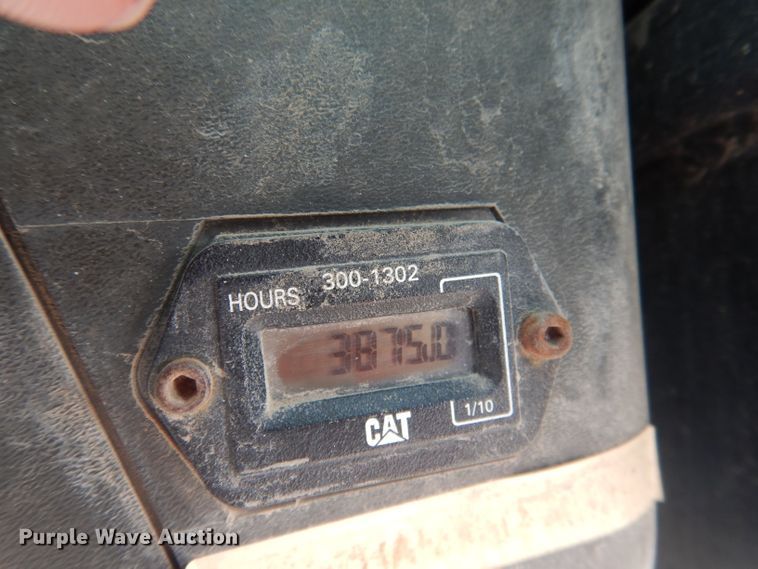 300-1302
HOURS
3875.0
CAT
1/10
Purple Wave Auction